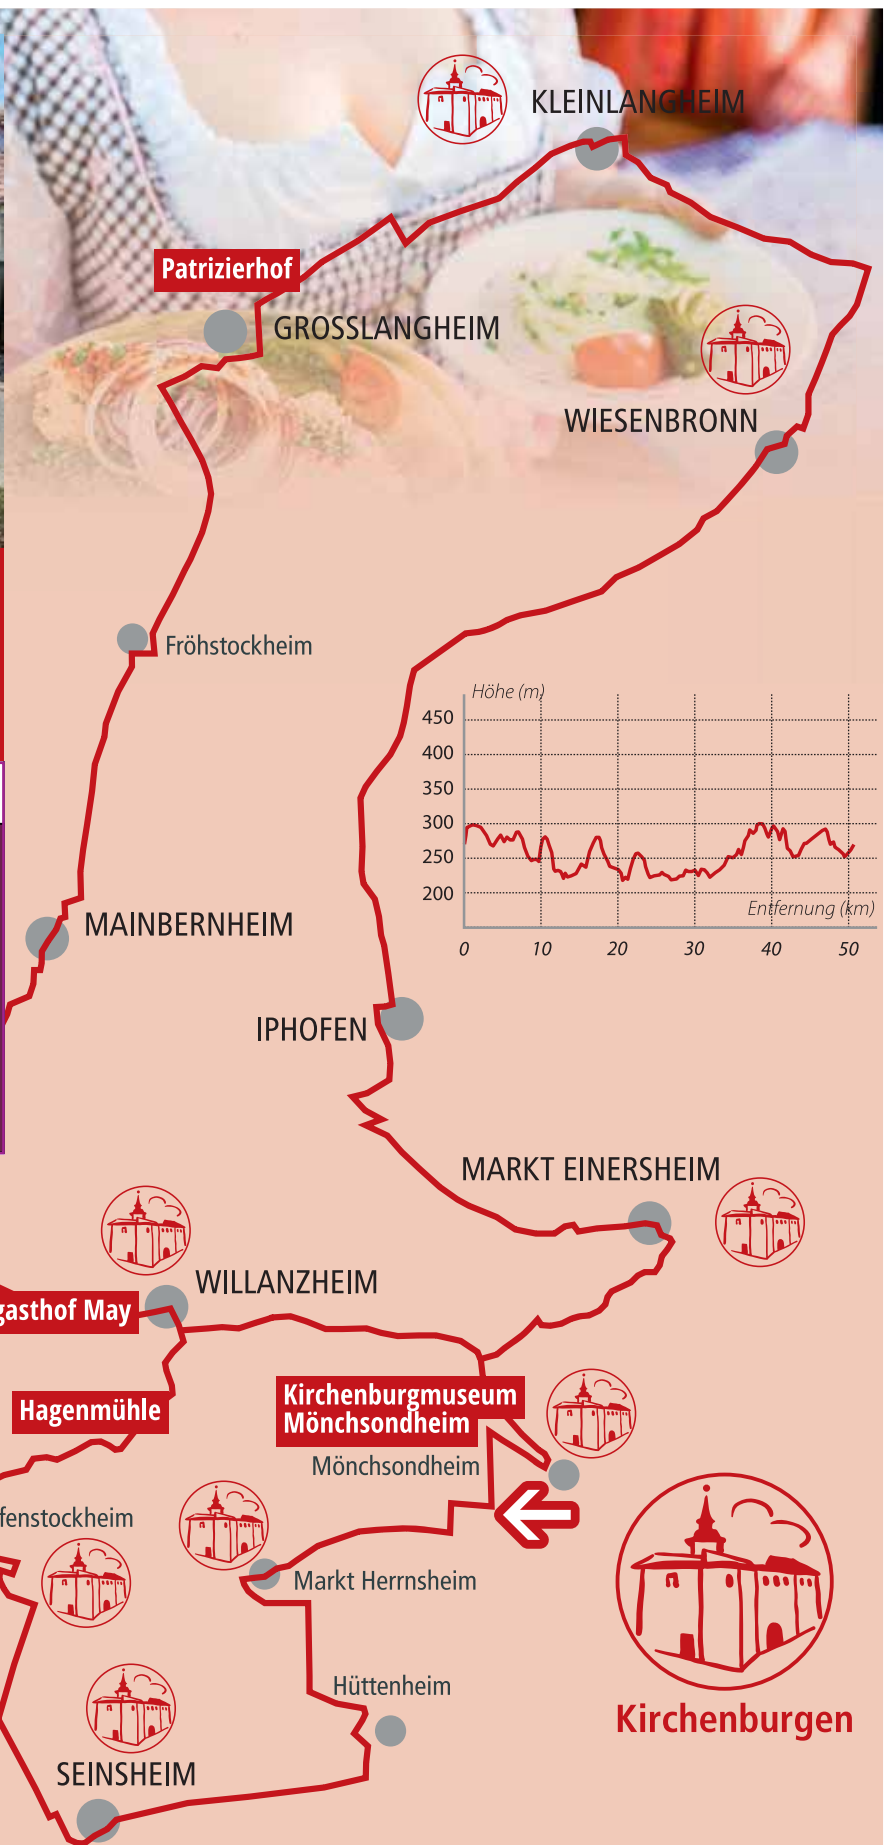 KLEINLANGHEIM
Patrizierhof
GROSSLANGHEIM
WIESENBRONN
Fröhstockheim
Höhe (m)
450
400
350
300
250
200
Entfernung (km)
0 10 20 30 40 50
MAINBERNHEIM
IPHOFEN
MARKT EINERSHEIM
WILLANZHEIM
gasthof May
Hagenmühle
Kirchenburgmuseum
Mönchsondheim
Mönchsondheim
fenstockheim
Markt Herrnsheim
Hüttenheim
Kirchenburgen
SEINSHEIM